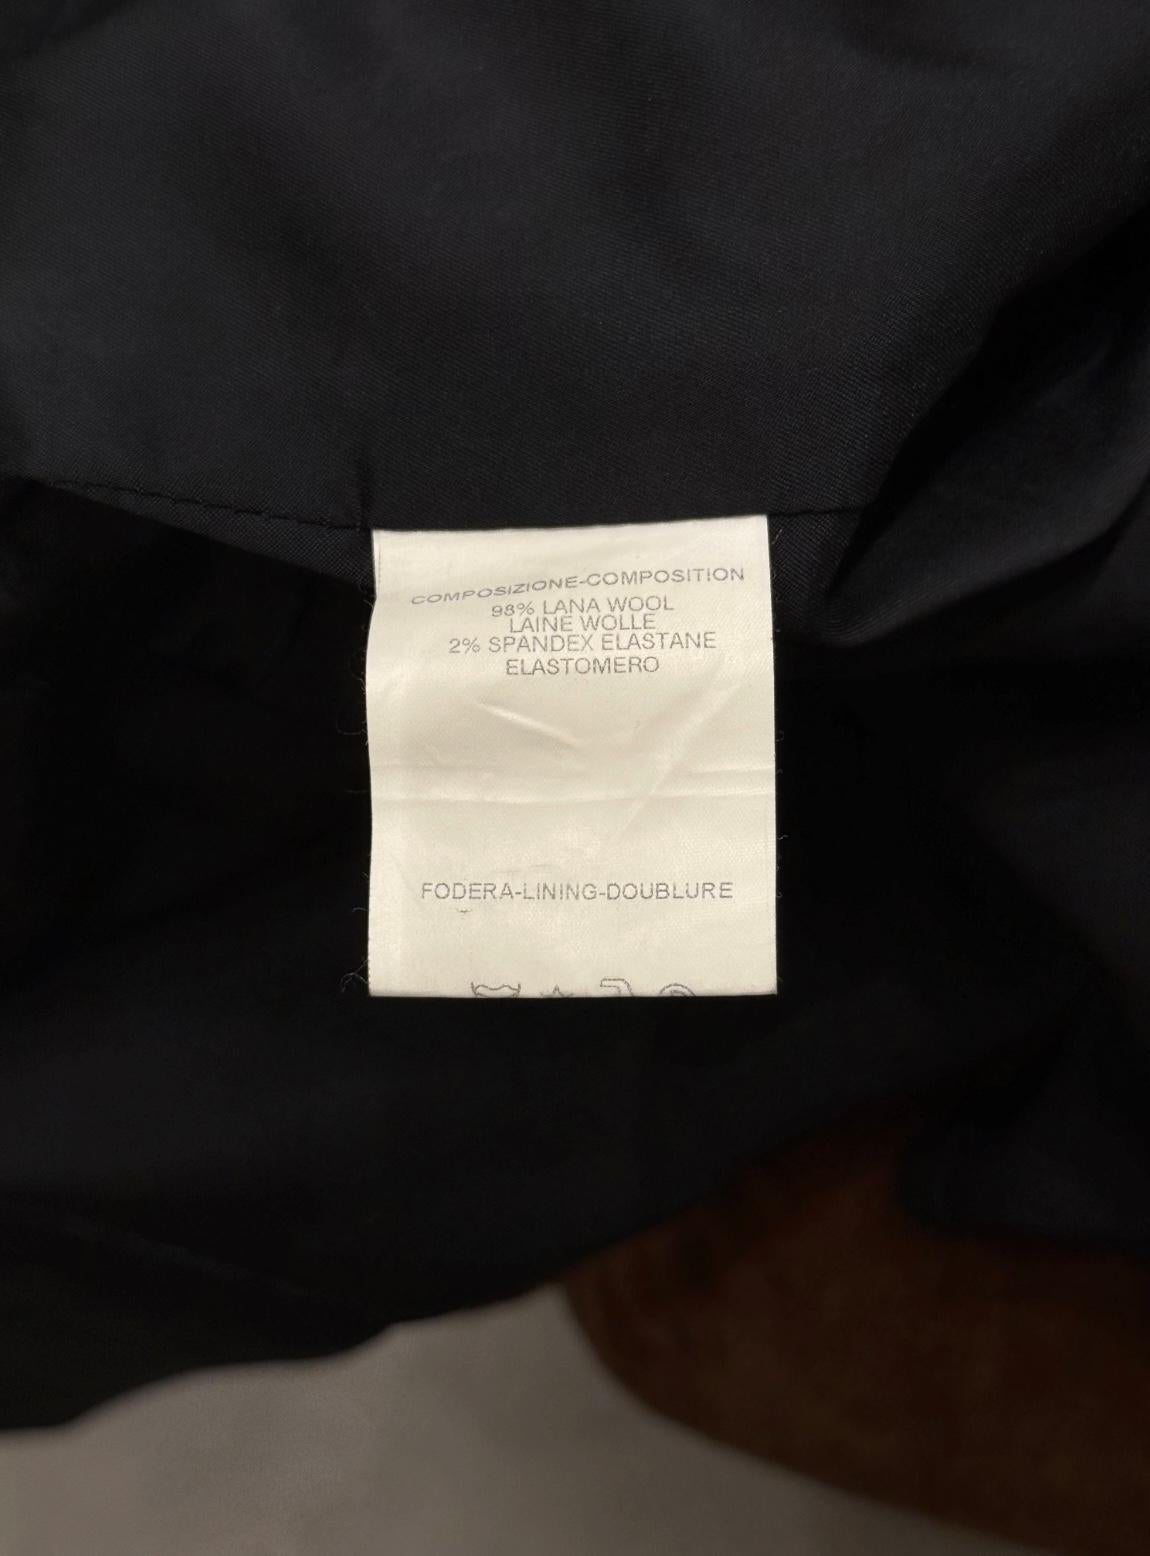 COMPOSIZIONE-COMPOSITION
98% LANA WOOL
LAINE WOLLE
2% SPANDEX ELASTANE
ELASTOMERO
FODERA-LINING-DOUBLURE